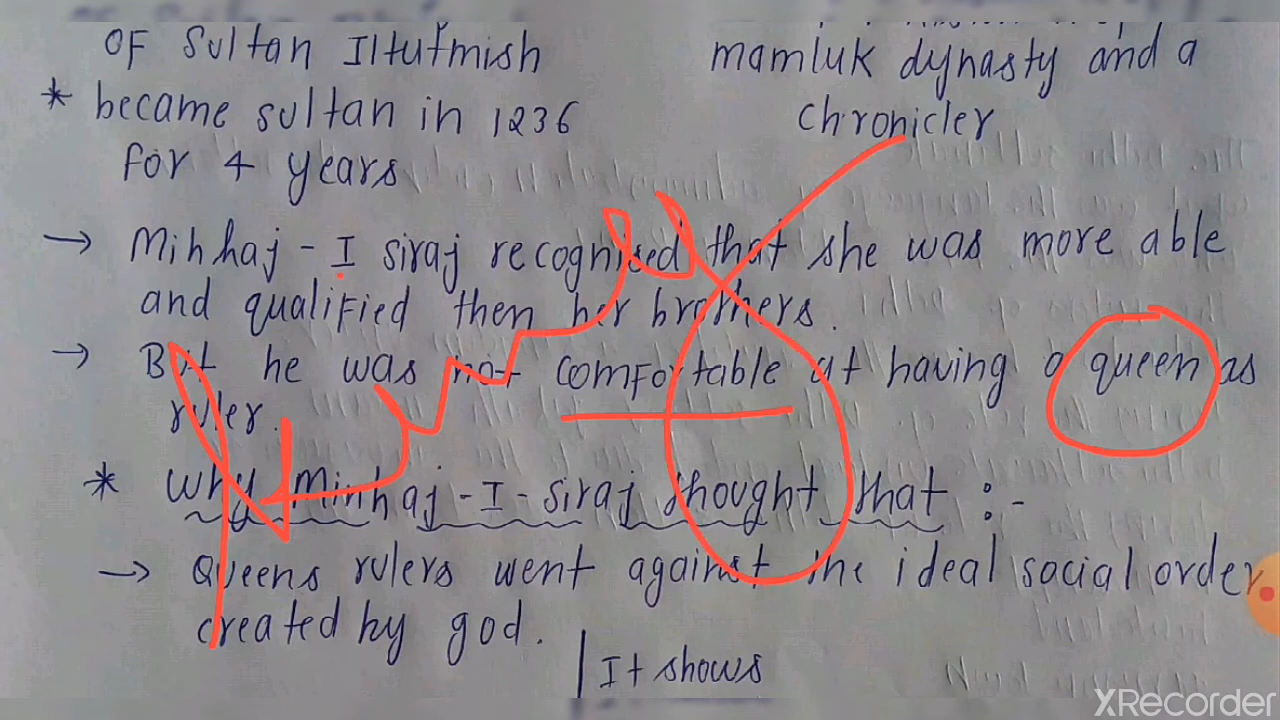 OF Sultan Iltutmish
* became sultan in 1236
for 4 years
mamluk dynasty and a
chronicler
→ Minhaj - I siraj recognised that she was more able
and qualified then her brothers.
→ But he was not comfortable at having a queen as
ruler.
* Why Minhaj - I - siraj thought that : -
→ Queens rulers went against the ideal social order
created by god.
It shows
XRecorder